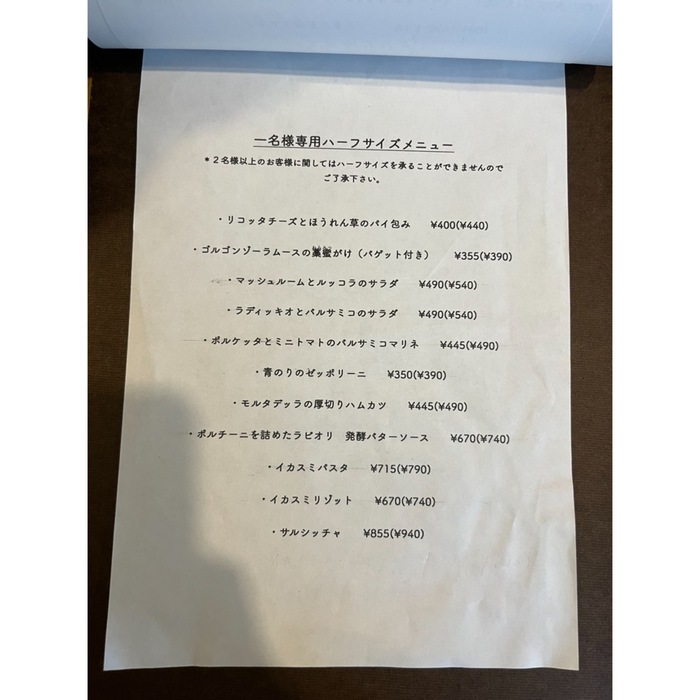 一名様専用ハーフサイズメニュー
＊２名様以上のお客様に関してはハーフサイズを承ることができませんので
ご了承下さい。
・リコッタチーズとほうれん草のパイ包み ¥400(¥440)
・ゴルゴンゾーラムースの藁蜜がけ（バゲット付き） ¥355(¥390)
・マッシュルームとルッコラのサラダ ¥490(¥540)
・ラディッキオとバルサミコのサラダ ¥490(¥540)
・ポルケッタとミニトマトのバルサミコマリネ ¥445(¥490)
・青のりのゼッポリーニ ¥350(¥390)
・モルタデッラの厚切りハムカツ ¥445(¥490)
・ポルチーニを詰めたラビオリ 発酵バターソース ¥670(¥740)
・イカスミパスタ ¥715(¥790)
・イカスミリゾット ¥670(¥740)
・サルシッチャ ¥855(¥940)